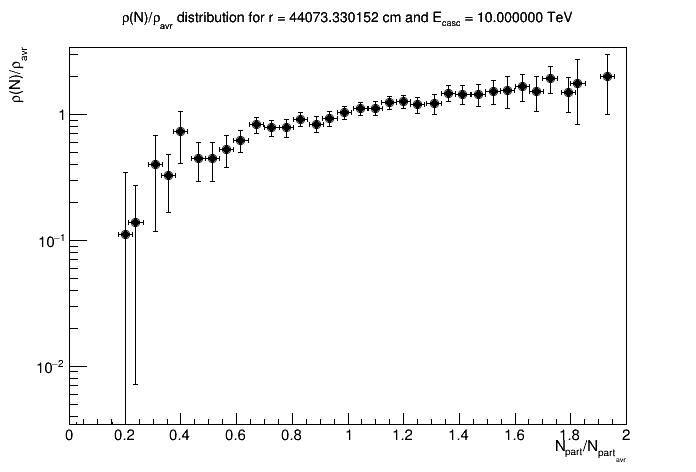 ρ(N)/ρavr distribution for r = 44073.330152 cm and Ecasc = 10.000000 TeV
ρ(N)/ρavr
1
10−1
10−2
0 0.2 0.4 0.6 0.8 1 1.2 1.4 1.6 1.8 2
Npart/Npartavr